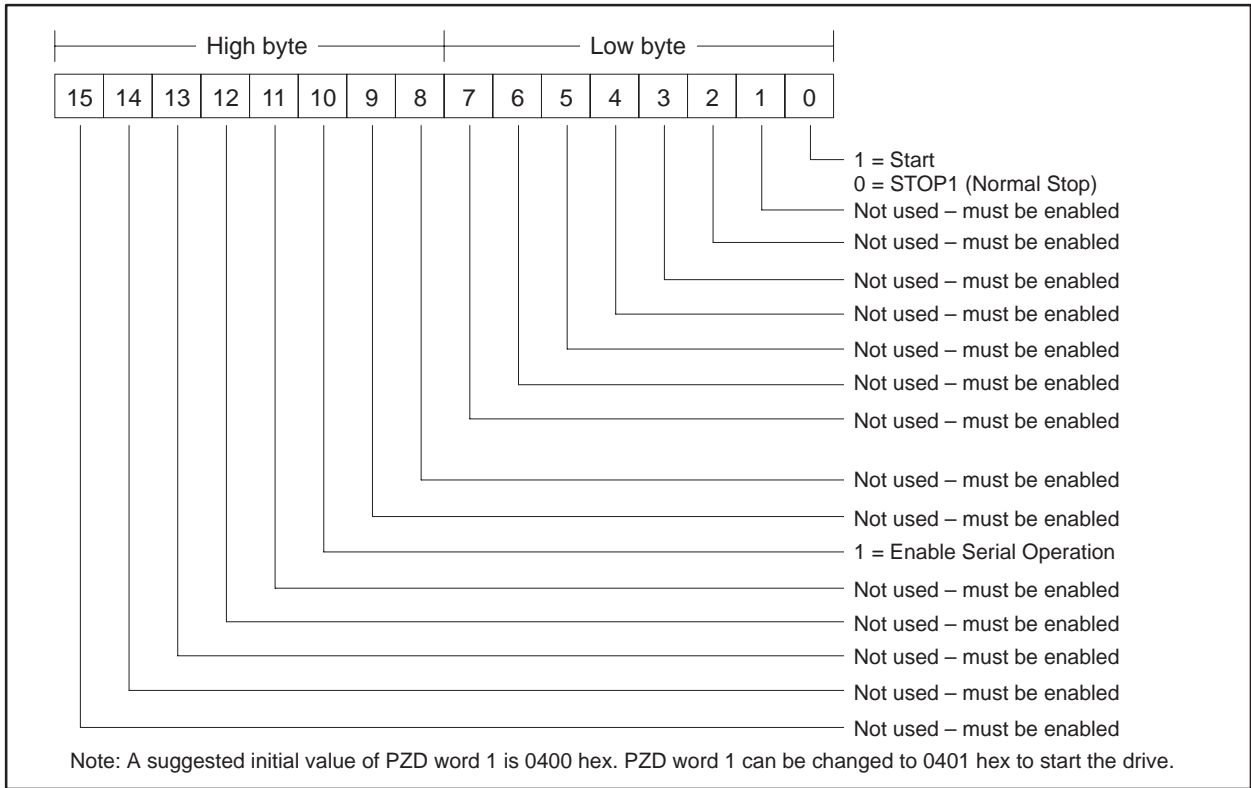 High byte Low byte
15 14 13 12 11 10 9 8 7 6 5 4 3 2 1 0
1 = Start
0 = STOP1 (Normal Stop)
Not used – must be enabled
Not used – must be enabled
Not used – must be enabled
Not used – must be enabled
Not used – must be enabled
Not used – must be enabled
Not used – must be enabled
Not used – must be enabled
Not used – must be enabled
1 = Enable Serial Operation
Not used – must be enabled
Not used – must be enabled
Not used – must be enabled
Not used – must be enabled
Not used – must be enabled
Note: A suggested initial value of PZD word 1 is 0400 hex. PZD word 1 can be changed to 0401 hex to start the drive.